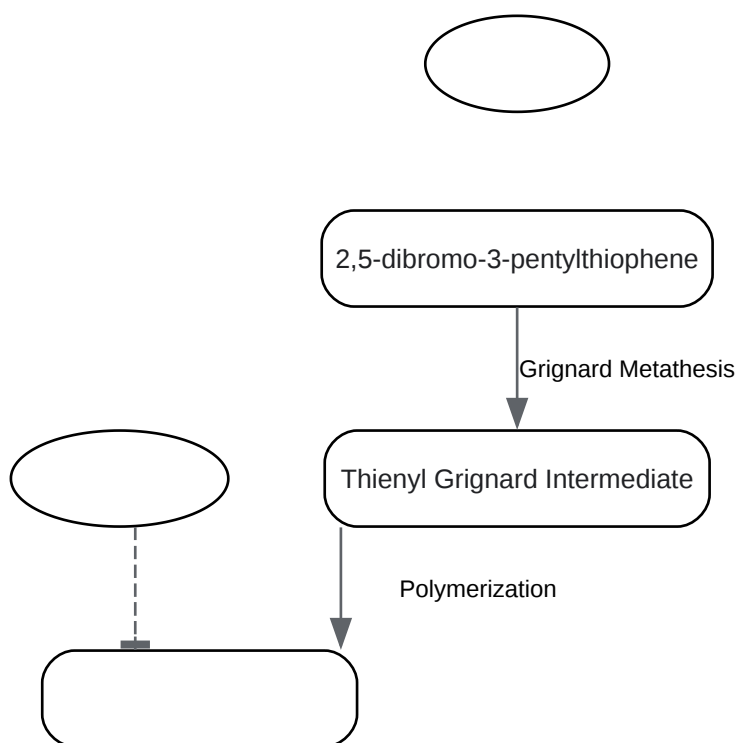 2,5-dibromo-3-pentylthiophene
Grignard Metathesis
Thienyl Grignard Intermediate
Polymerization